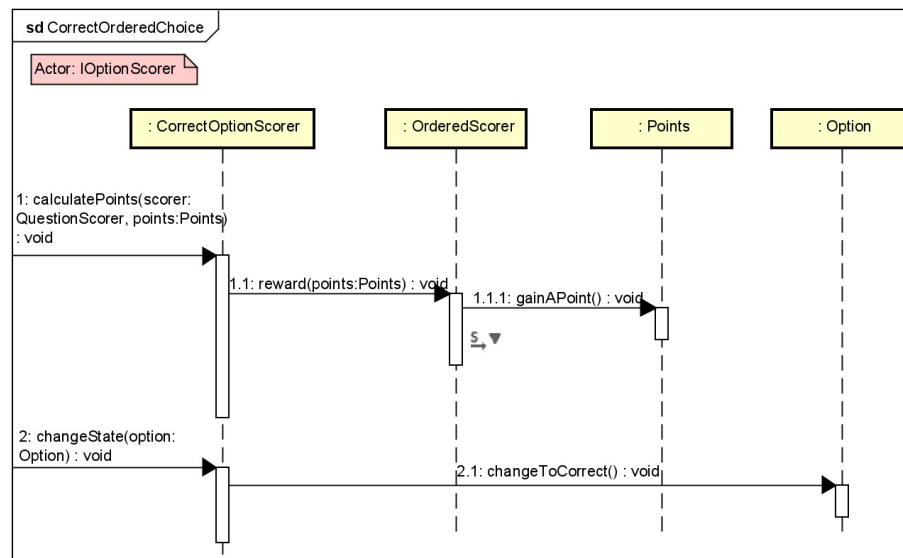 sd CorrectOrderedChoice
Actor: IOptionScorer
: CorrectOptionScorer
: OrderedScorer
: Points
: Option
1: calculatePoints(scorer:
QuestionScorer, points:Points)
: void
1.1: reward(points:Points) : void
1.1.1: gainAPoint() : void
S
2: changeState(option:
Option) : void
2.1: changeToCorrect() : void